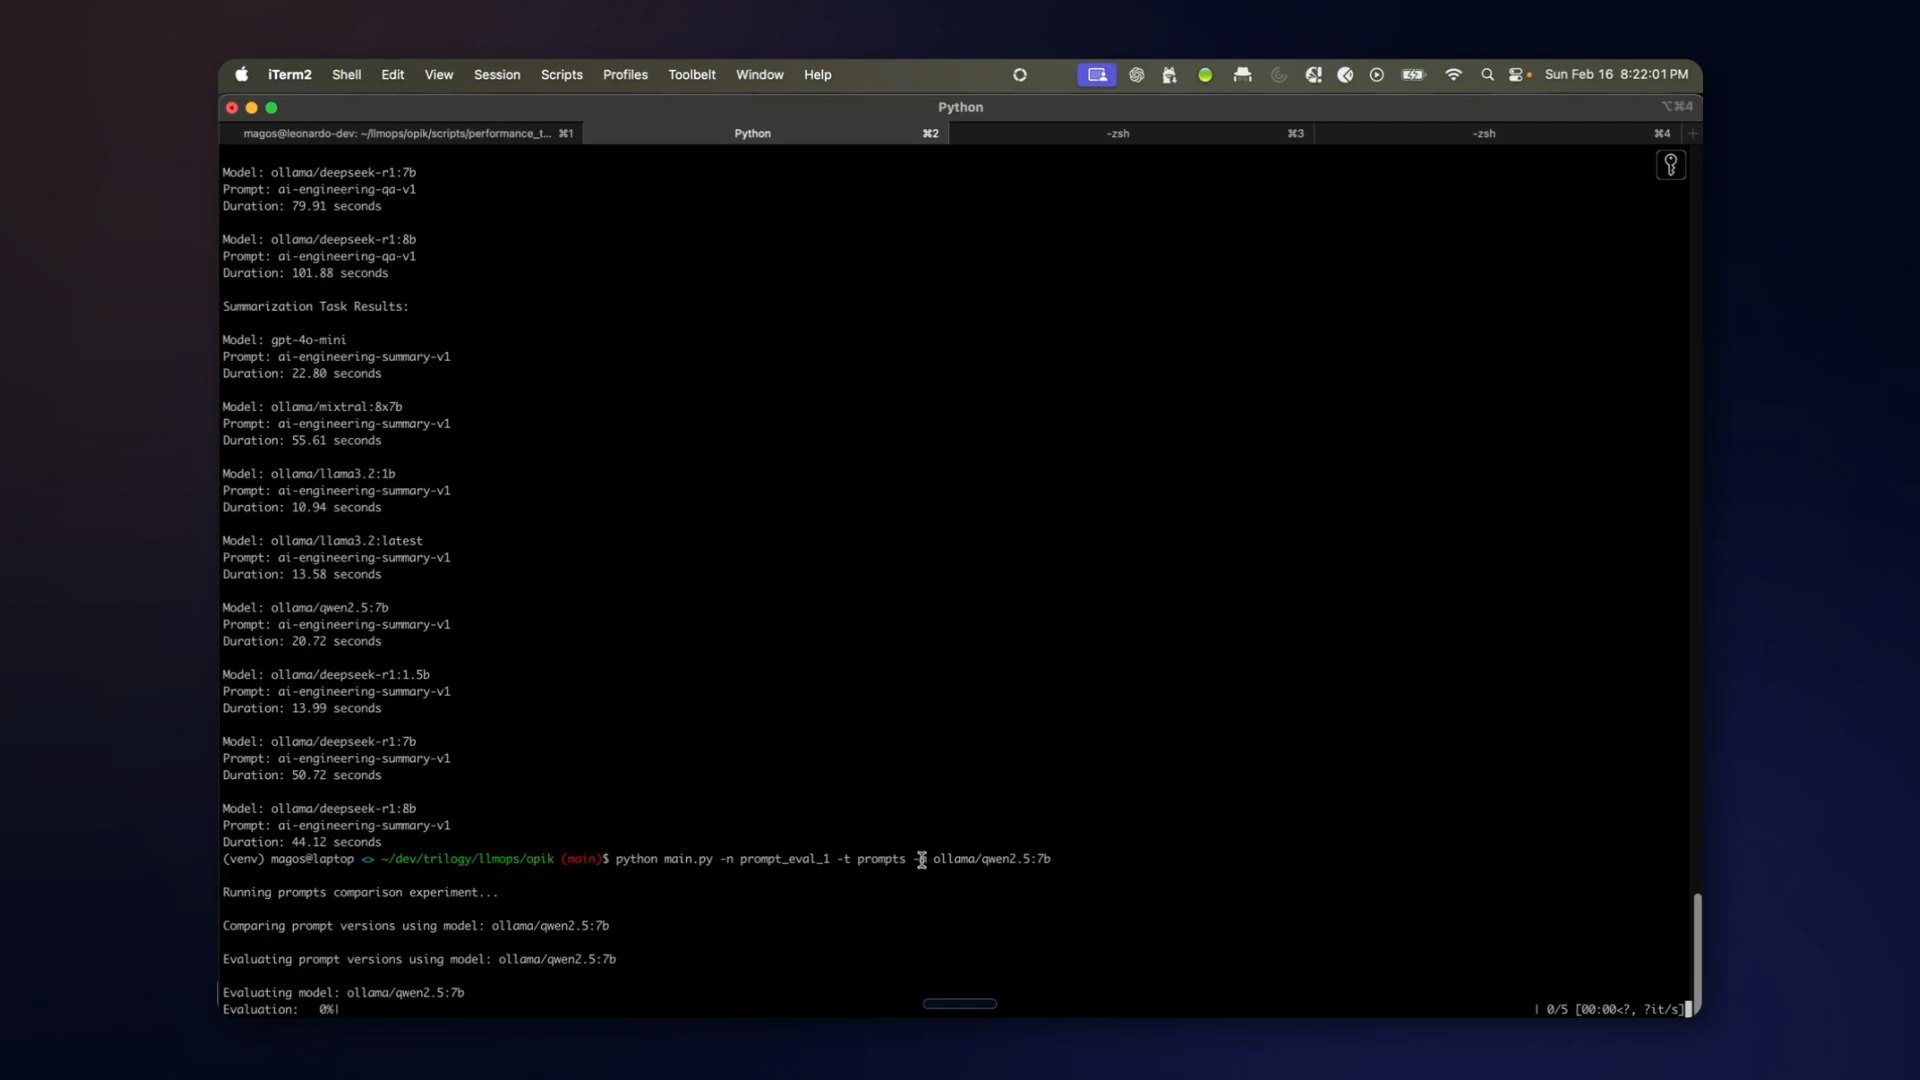 iTerm2 Shell Edit View Session Scripts Profiles Toolbelt Window Help Sun Feb 16 8:22:01 PM
Python ⌥⌘4
magos@leonardo-dev: ~/llmops/opik/scripts/performance_t... ⌘1 Python ⌘2 -zsh ⌘3 -zsh ⌘4
Model: ollama/deepseek-r1:7b
Prompt: ai-engineering-qa-v1
Duration: 79.91 seconds
Model: ollama/deepseek-r1:8b
Prompt: ai-engineering-qa-v1
Duration: 101.88 seconds
Summarization Task Results:
Model: gpt-4o-mini
Prompt: ai-engineering-summary-v1
Duration: 22.80 seconds
Model: ollama/mixtral:8x7b
Prompt: ai-engineering-summary-v1
Duration: 55.61 seconds
Model: ollama/llama3.2:1b
Prompt: ai-engineering-summary-v1
Duration: 10.94 seconds
Model: ollama/llama3.2:latest
Prompt: ai-engineering-summary-v1
Duration: 13.58 seconds
Model: ollama/qwen2.5:7b
Prompt: ai-engineering-summary-v1
Duration: 20.72 seconds
Model: ollama/deepseek-r1:1.5b
Prompt: ai-engineering-summary-v1
Duration: 13.99 seconds
Model: ollama/deepseek-r1:7b
Prompt: ai-engineering-summary-v1
Duration: 50.72 seconds
Model: ollama/deepseek-r1:8b
Prompt: ai-engineering-summary-v1
Duration: 44.12 seconds
(venv) magos@laptop <> ~/dev/trilogy/llmops/opik (main)$ python main.py -n prompt_eval_1 -t prompts ollama/qwen2.5:7b
Running prompts comparison experiment...
Comparing prompt versions using model: ollama/qwen2.5:7b
Evaluating prompt versions using model: ollama/qwen2.5:7b
Evaluating model: ollama/qwen2.5:7b
Evaluation: 0%| | 0/5 [00:00<?, ?it/s]